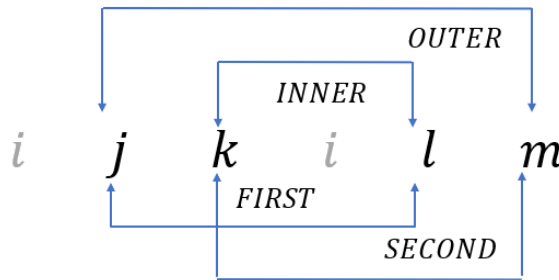 OUTER
INNER
i j k i l m
FIRST
SECOND